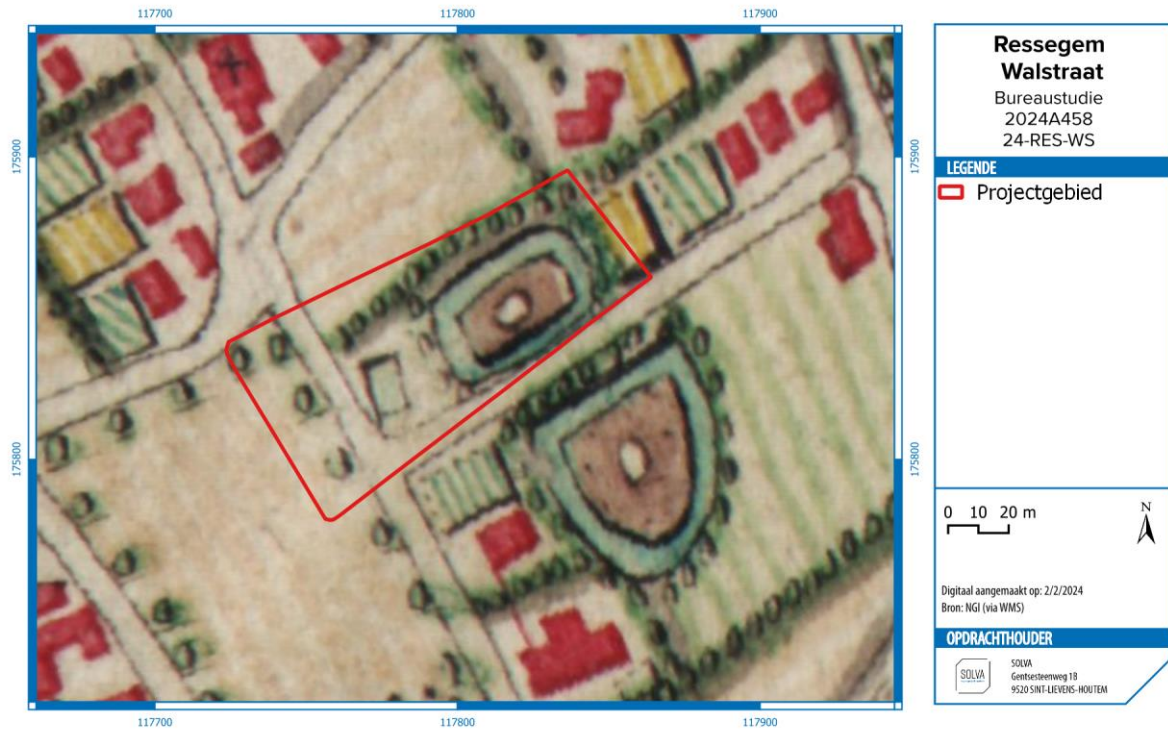 117700
117800
117900
175900
175900
175800
175800
117700
117800
117900
Ressegem
Walstraat
Bureaustudie
2024A458
24-RES-WS
LEGENDE
Projectgebied
0 10 20 m
N
Digitaal aangemaakt op: 2/2/2024
Bron: NGI (via WMS)
OPDRACHTHOUDER
SOLVA
SOLVA
Gentsesteenweg 1B
9520 SINT-LIEVENS-HOUTEM